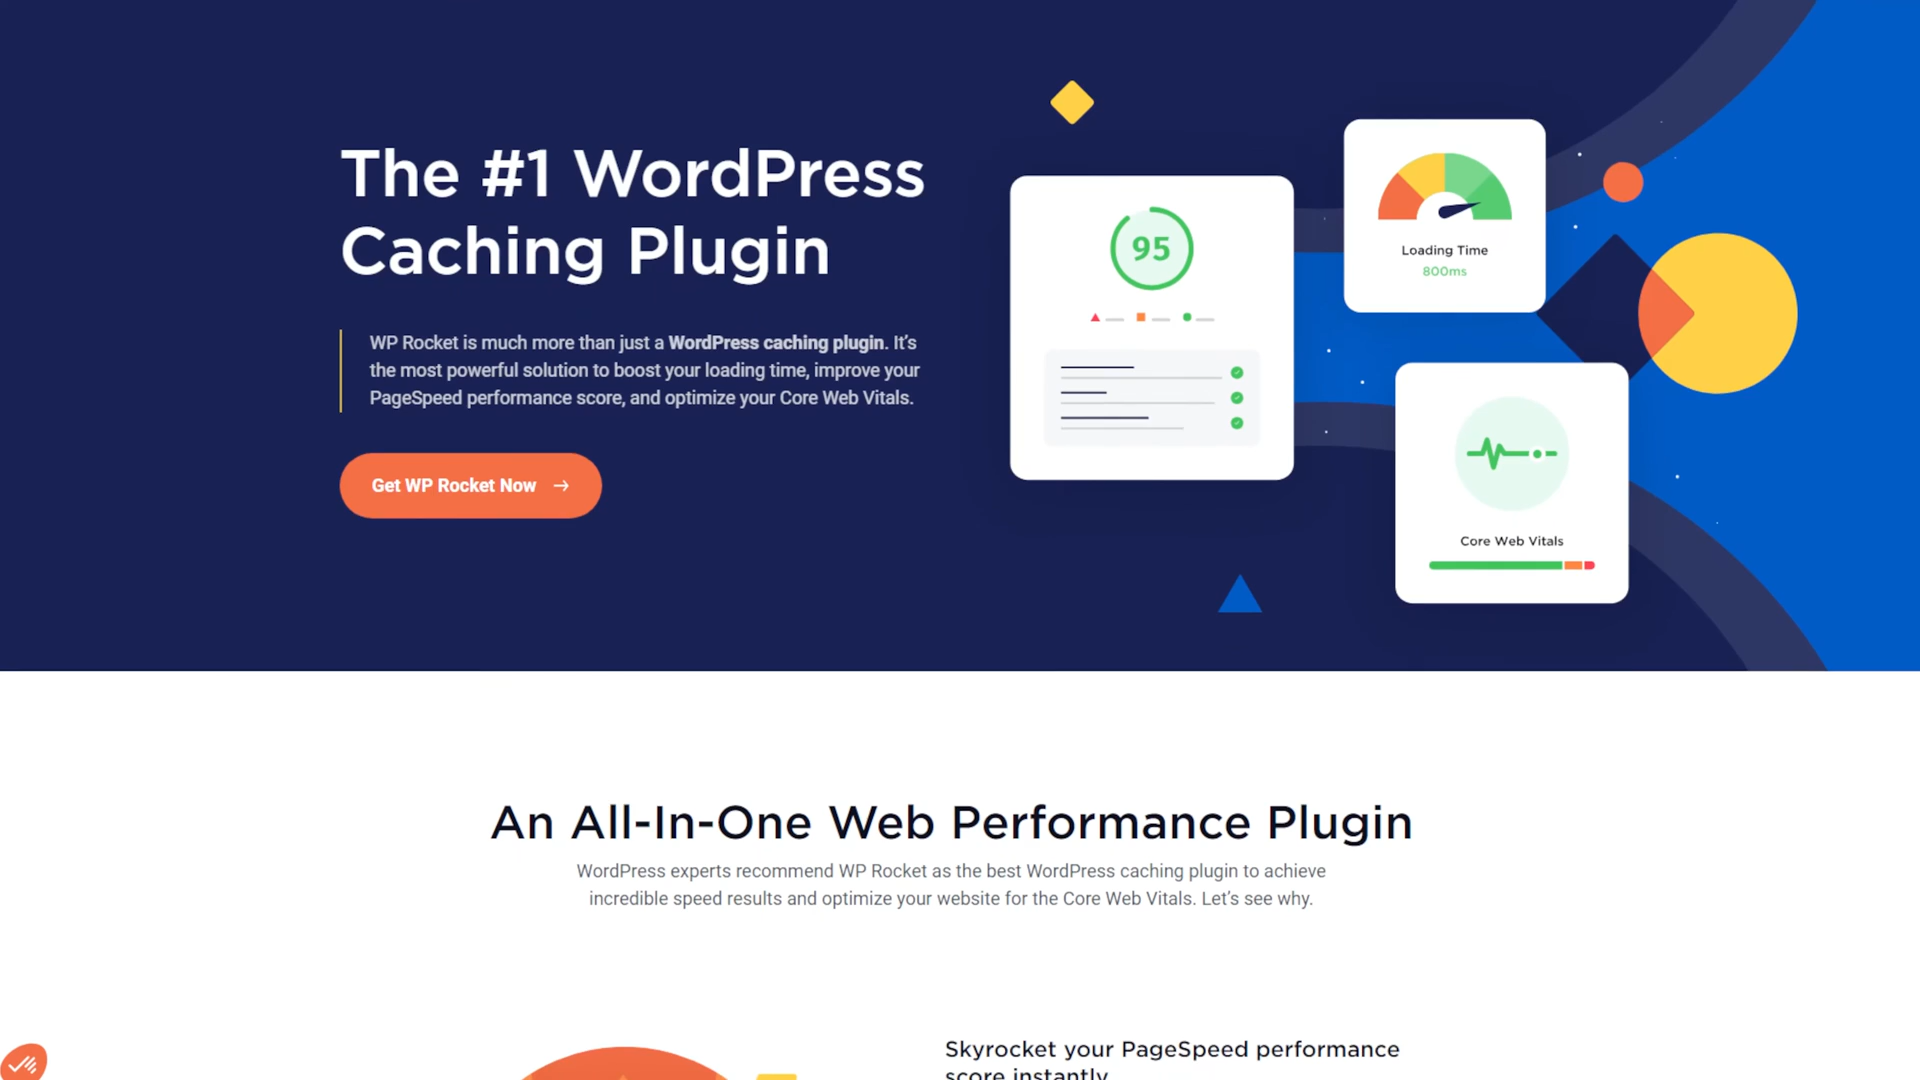 The #1 WordPress
Caching Plugin
WP Rocket is much more than just a WordPress caching plugin. It’s
the most powerful solution to boost your loading time, improve your
PageSpeed performance score, and optimize your Core Web Vitals.
Get WP Rocket Now →
95
Loading Time
800ms
Core Web Vitals
An All-In-One Web Performance Plugin
WordPress experts recommend WP Rocket as the best WordPress caching plugin to achieve
incredible speed results and optimize your website for the Core Web Vitals. Let’s see why.
Skyrocket your PageSpeed performance
score instantly